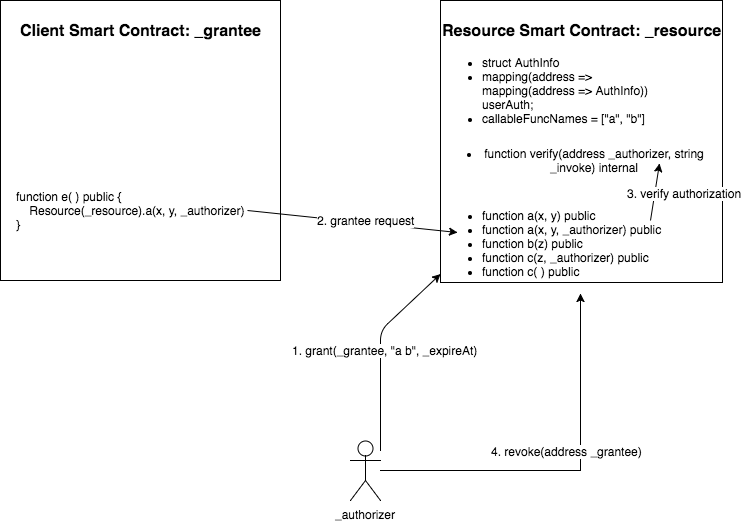 Client Smart Contract: _grantee
function e( ) public {
Resource(_resource).a(x, y, _authorizer)
}
Resource Smart Contract: _resource
• struct AuthInfo
• mapping(address =>
mapping(address => AuthInfo))
userAuth;
• callableFuncNames = ["a", "b"]
• function verify(address _authorizer, string
_invoke) internal
3. verify authorization
2. grantee request
• function a(x, y) public
• function a(x, y, _authorizer) public
• function b(z) public
• function c(z, _authorizer) public
• function c( ) public
1. grant(_grantee, "a b", _expireAt)
4. revoke(address _grantee)
_authorizer